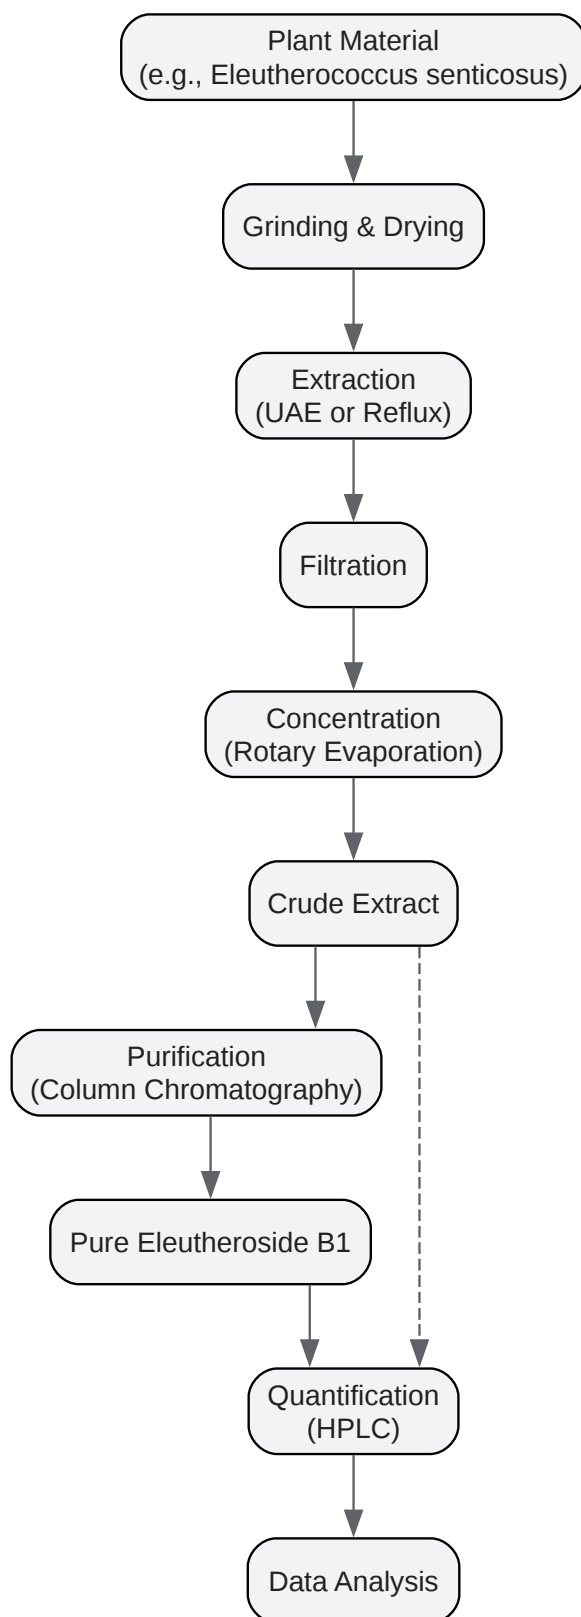 Plant Material
(e.g., Eleutherococcus senticosus)
Grinding & Drying
Extraction
(UAE or Reflux)
Filtration
Concentration
(Rotary Evaporation)
Crude Extract
Purification
(Column Chromatography)
Pure Eleutheroside B1
Quantification
(HPLC)
Data Analysis